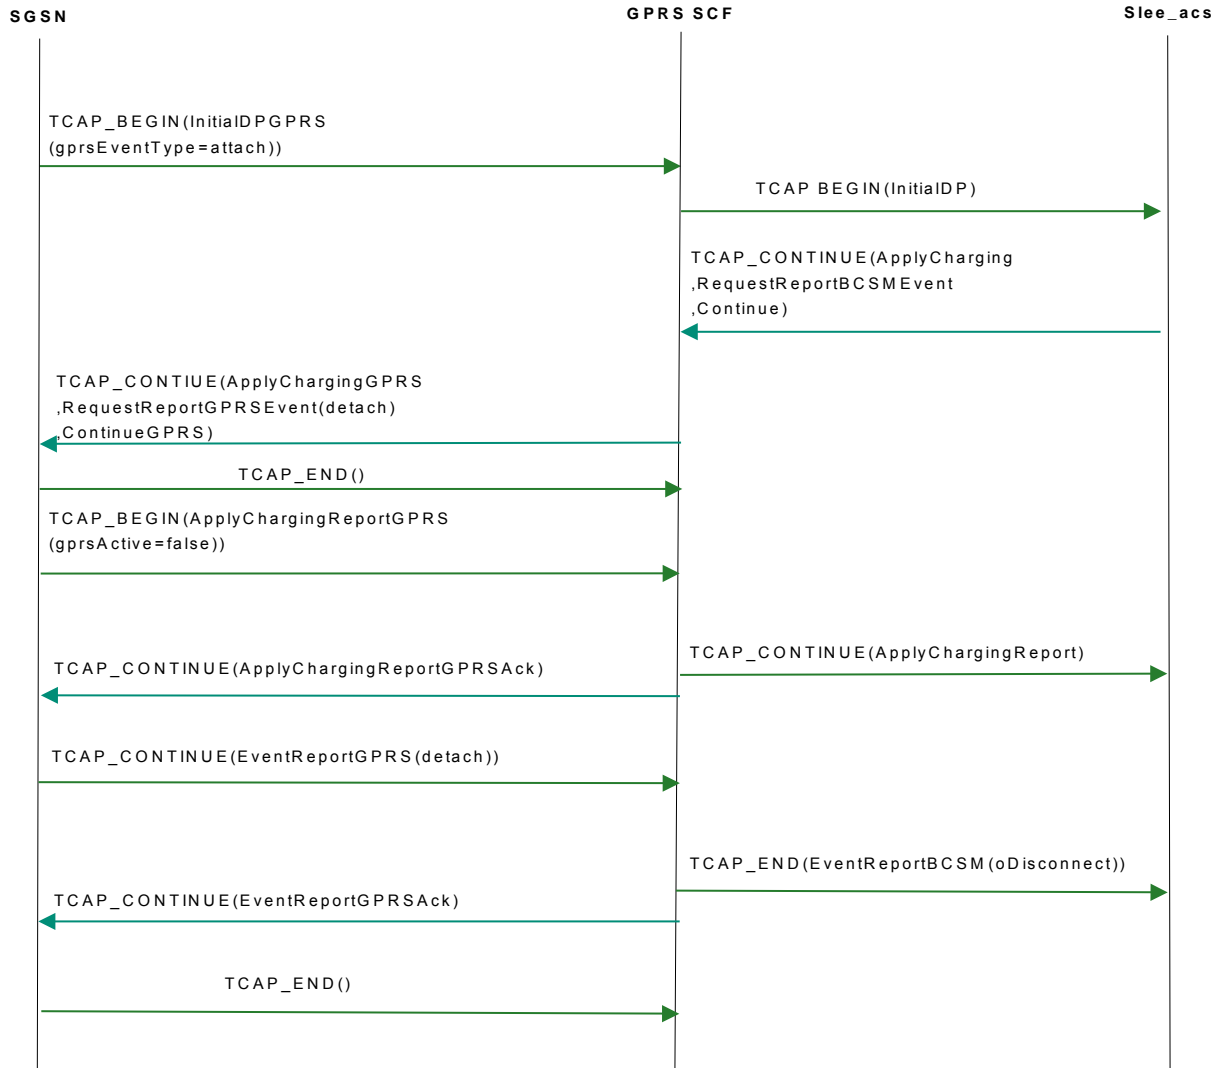 SGSN
GPRS SCF
Slee_acs
TCAP_BEGIN(InitialDPGPRS
(gprsEventType=attach))
TCAP BEGIN(InitialDP)
TCAP_CONTINUE(ApplyCharging
,RequestReportBCSMEvent
,Continue)
TCAP_CONTIUE(ApplyChargingGPRS
,RequestReportGPRSEvent(detach)
,ContinueGPRS)
TCAP_END()
TCAP_BEGIN(ApplyChargingReportGPRS
(gprsActive=false))
TCAP_CONTINUE(ApplyChargingReport)
TCAP_CONTINUE(ApplyChargingReportGPRSAck)
TCAP_CONTINUE(EventReportGPRS(detach))
TCAP_END(EventReportBCSM(oDisconnect))
TCAP_CONTINUE(EventReportGPRSAck)
TCAP_END()